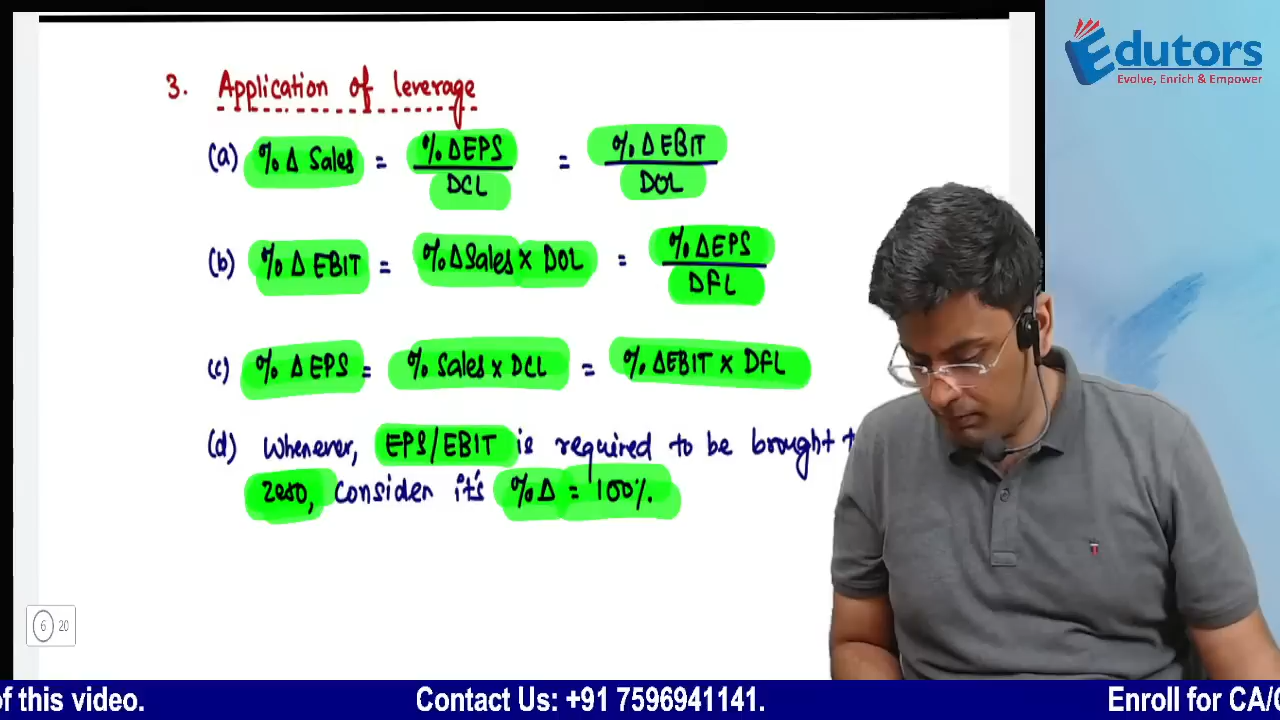 Edutors
Evolve, Enrich & Empower
3. Application of leverage
(a) % Δ Sales = % ΔEPS / DCL = % ΔEBIT / DOL
(b) % Δ EBIT = % ΔSales × DOL = % ΔEPS / DFL
(c) % Δ EPS = % Sales × DCL = % ΔEBIT × DFL
(d) Whenever, EPS/EBIT is required to be brought t
zero, consider it's % Δ = 100%.
6 20
of this video. Contact Us: +91 7596941141. Enroll for CA/